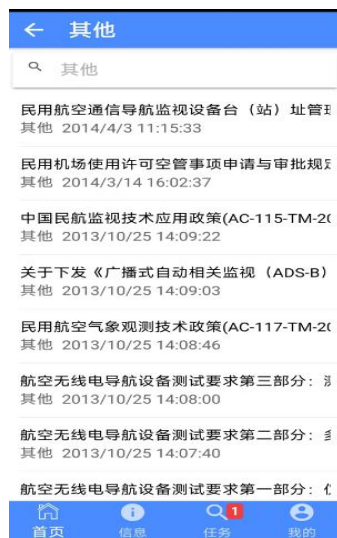 其他
其他
民用航空通信导航监视设备台（站）址管理
其他 2014/4/3 11:15:33
民用机场使用许可空管事项申请与审批规定
其他 2014/3/14 16:02:37
中国民航监视技术应用政策(AC-115-TM-20
其他 2013/10/25 14:09:22
关于下发《广播式自动相关监视（ADS-B）
其他 2013/10/25 14:09:03
民用航空气象观测技术政策(AC-117-TM-20
其他 2013/10/25 14:08:46
航空无线电导航设备测试要求第三部分：测
其他 2013/10/25 14:08:00
航空无线电导航设备测试要求第二部分：多
其他 2013/10/25 14:07:40
航空无线电导航设备测试要求第一部分：仪
1
首页 信息 任务 我的